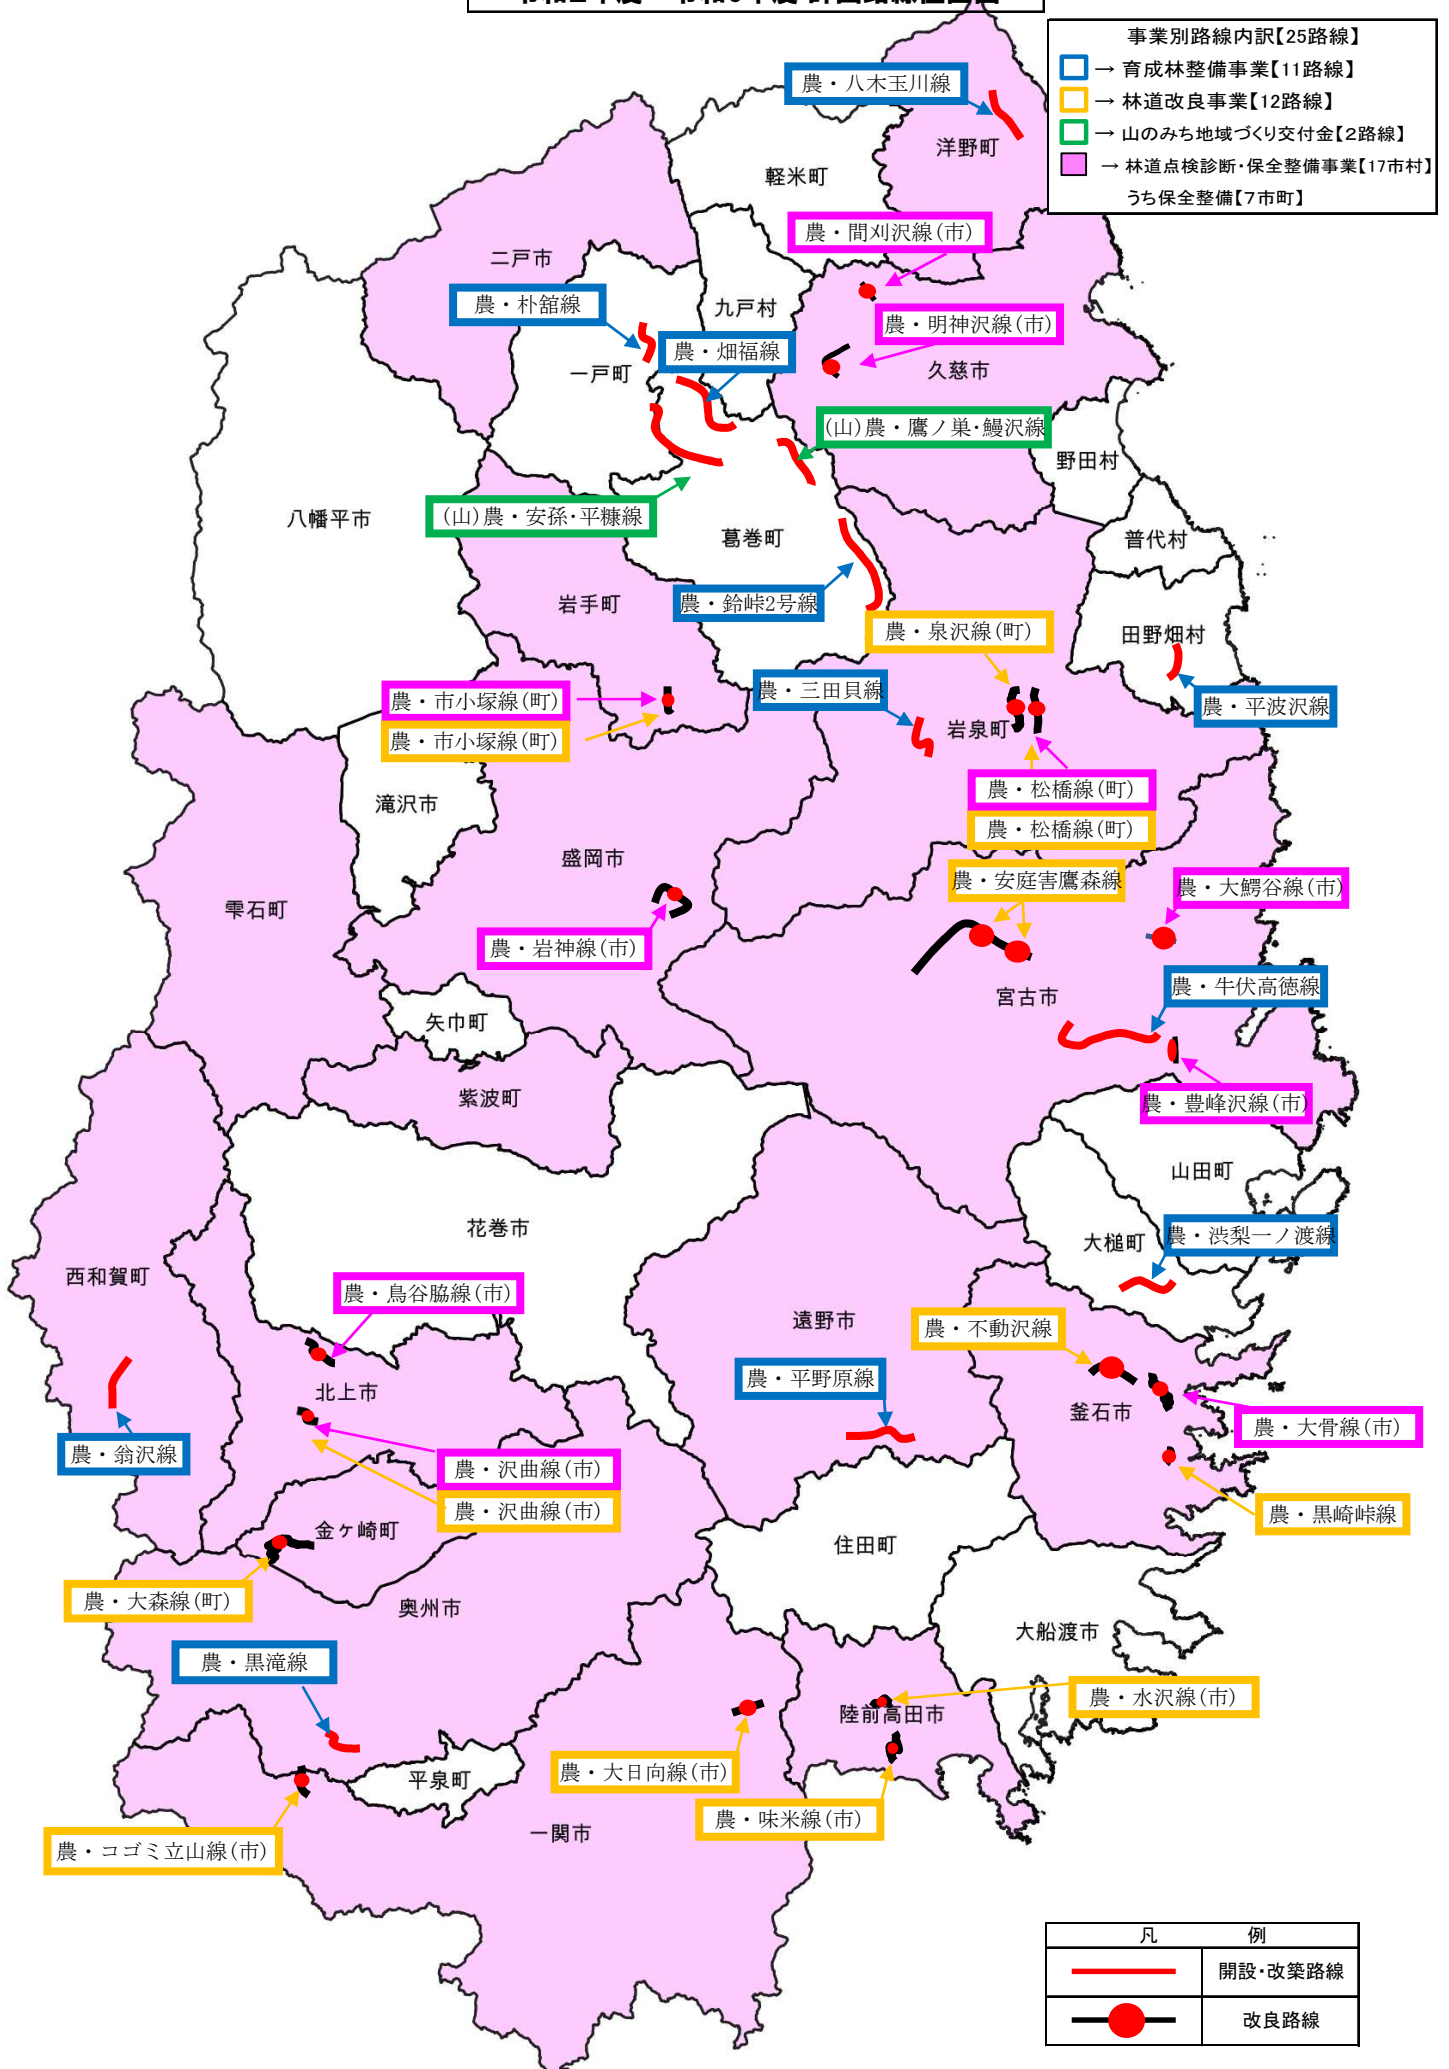 事業別路線内訳【25路線】
→ 育成林整備事業【11路線】
→ 林道改良事業【12路線】
→ 山のみち地域づくり交付金【2路線】
→ 林道点検診断・保全整備事業【17市村】
うち保全整備【7市町】
農・八木玉川線
洋野町
軽米町
農・間刈沢線(市)
二戸市
農・朴舘線
九戸村
農・明神沢線(市)
農・畑福線
一戸町
久慈市
(山)農・鷹ノ巣・鰻沢線
野田村
(山)農・安孫・平糠線
八幡平市
葛巻町
普代村
岩手町
農・鈴峠2号線
農・泉沢線(町)
田野畑村
農・市小塚線(町)
農・三田貝線
農・平波沢線
岩泉町
農・市小塚線(町)
農・松橋線(町)
滝沢市
農・松橋線(町)
盛岡市
農・安庭害鷹森線
農・大鰐谷線(市)
雫石町
農・岩神線(市)
農・牛伏高徳線
宮古市
矢巾町
紫波町
農・豊峰沢線(市)
山田町
花巻市
農・渋梨一ノ渡線
大槌町
西和賀町
農・鳥谷脇線(市)
遠野市
農・不動沢線
農・平野原線
北上市
釜石市
農・大骨線(市)
農・翁沢線
農・沢曲線(市)
農・沢曲線(市)
農・黒崎峠線
金ケ崎町
住田町
農・大森線(町)
奥州市
大船渡市
農・黒滝線
農・水沢線(市)
陸前高田市
農・大日向線(市)
平泉町
農・味米線(市)
一関市
農・コゴミ立山線(市)
凡　例
開設・改築路線
改良路線